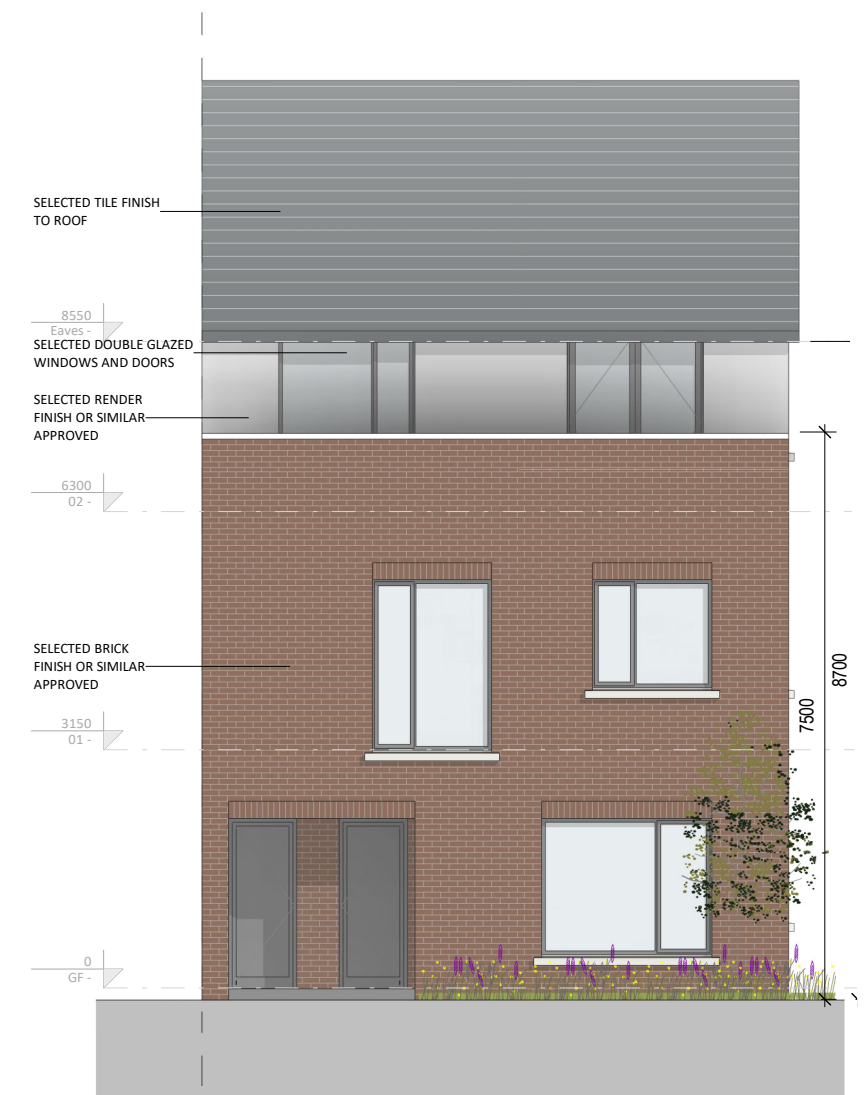 SELECTED TILE FINISH
TO ROOF
8550
Eaves -
SELECTED DOUBLE GLAZED
WINDOWS AND DOORS
SELECTED RENDER
FINISH OR SIMILAR
APPROVED
6300
02 -
SELECTED BRICK
FINISH OR SIMILAR
APPROVED
8700
7500
3150
01 -
0
GF -